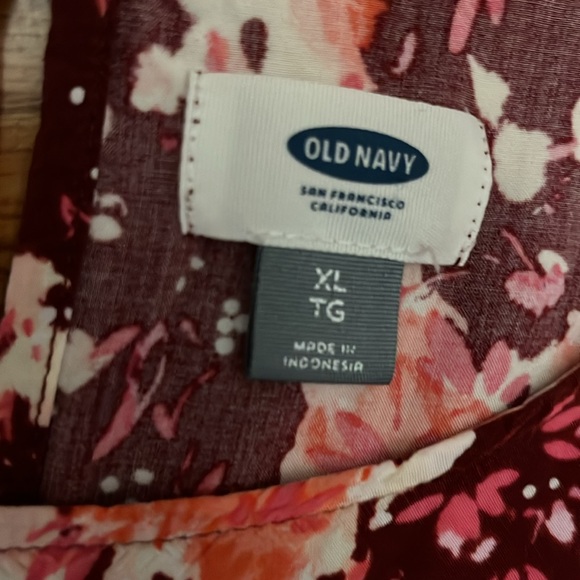 OLD NAVY
SAN FRANCISCO
CALIFORNIA
XL
TG
MADE IN
INDONESIA